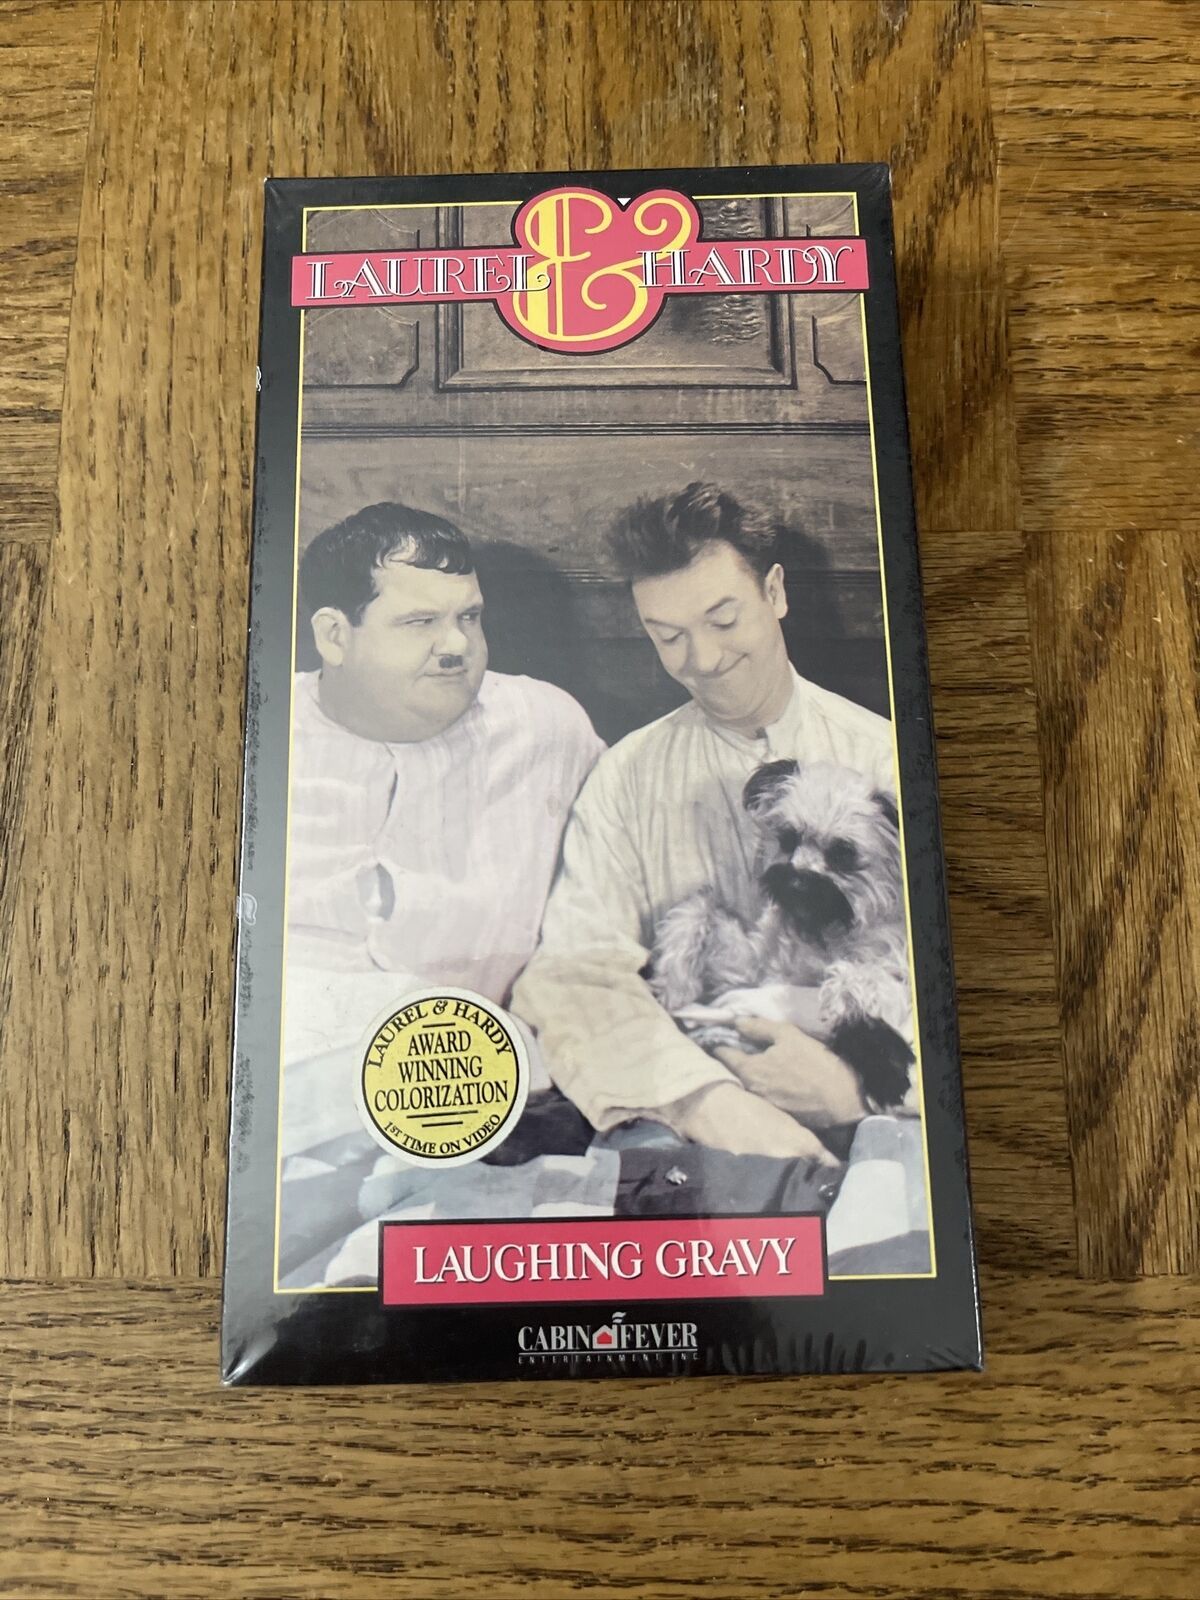 LAUREL & HARDY
LAUREL & HARDY
AWARD
WINNING
COLORIZATION
1ST TIME ON VIDEO
LAUGHING GRAVY
CABIN FEVER
ENTERTAINMENT INC